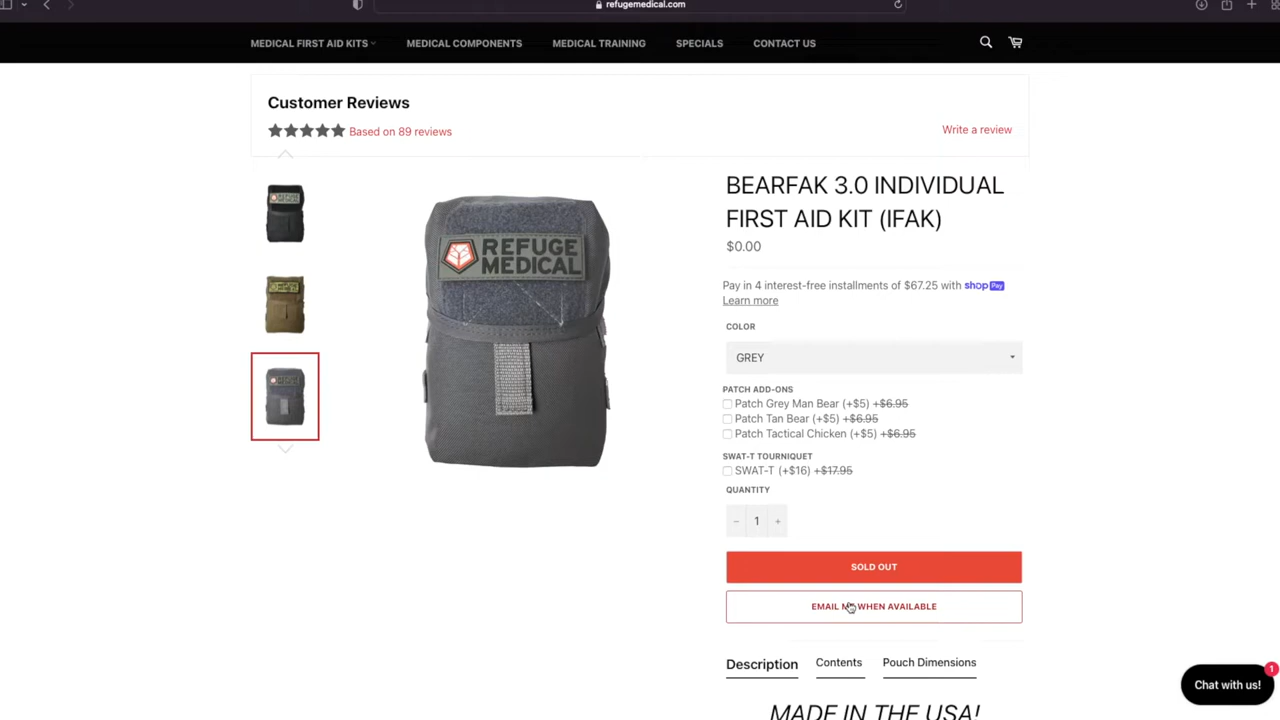 refugemedical.com
MEDICAL FIRST AID KITS
MEDICAL COMPONENTS
MEDICAL TRAINING
SPECIALS
CONTACT US
Customer Reviews
Based on 89 reviews
Write a review
BEARFAK 3.0 INDIVIDUAL
FIRST AID KIT (IFAK)
$0.00
REFUGE
MEDICAL
Pay in 4 interest-free installments of $67.25 with shop Pay
Learn more
COLOR
GREY
PATCH ADD-ONS
Patch Grey Man Bear (+$5) +$6.95
Patch Tan Bear (+$5) +$6.95
Patch Tactical Chicken (+$5) +$6.95
SWAT-T TOURNIQUET
SWAT-T (+$16) +$17.95
QUANTITY
− 1 +
SOLD OUT
EMAIL ME WHEN AVAILABLE
Description
Contents
Pouch Dimensions
MADE IN THE USA!
Chat with us!
1